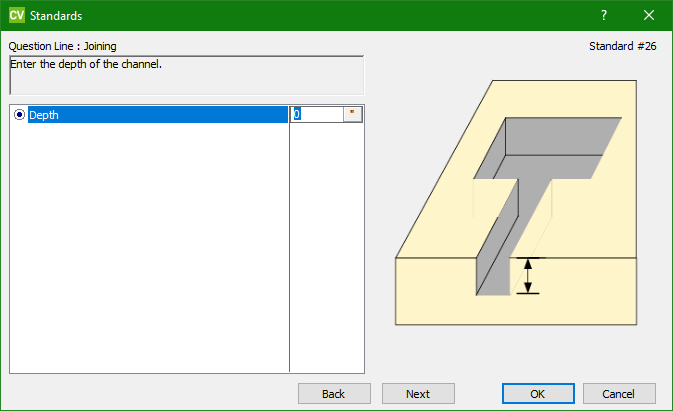 CV Standards ?
Question Line : Joining
Standard #26
Enter the depth of the channel.
Depth 0 "
Back Next OK Cancel